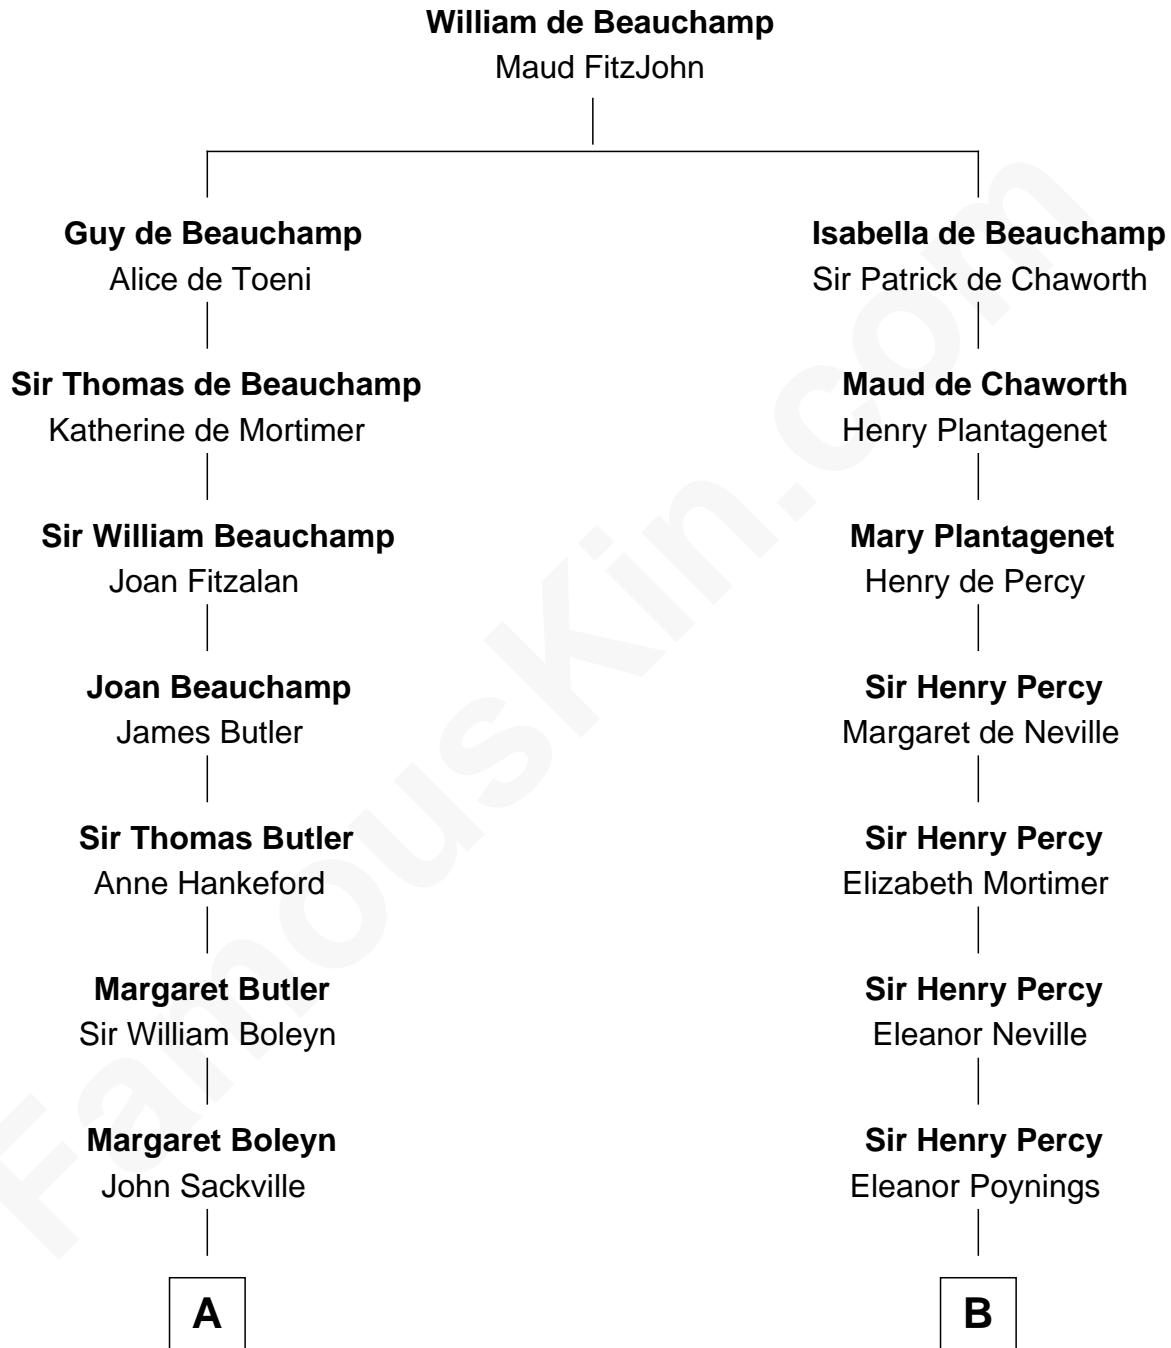 William de Beauchamp
Maud FitzJohn
Guy de Beauchamp
Alice de Toeni
Isabella de Beauchamp
Sir Patrick de Chaworth
Sir Thomas de Beauchamp
Katherine de Mortimer
Maud de Chaworth
Henry Plantagenet
Sir William Beauchamp
Joan Fitzalan
Mary Plantagenet
Henry de Percy
Joan Beauchamp
James Butler
Sir Henry Percy
Margaret de Neville
Sir Thomas Butler
Anne Hankeford
Sir Henry Percy
Elizabeth Mortimer
Margaret Butler
Sir William Boleyn
Sir Henry Percy
Eleanor Neville
Margaret Boleyn
John Sackville
Sir Henry Percy
Eleanor Poynings
A
B
FamousKin.com